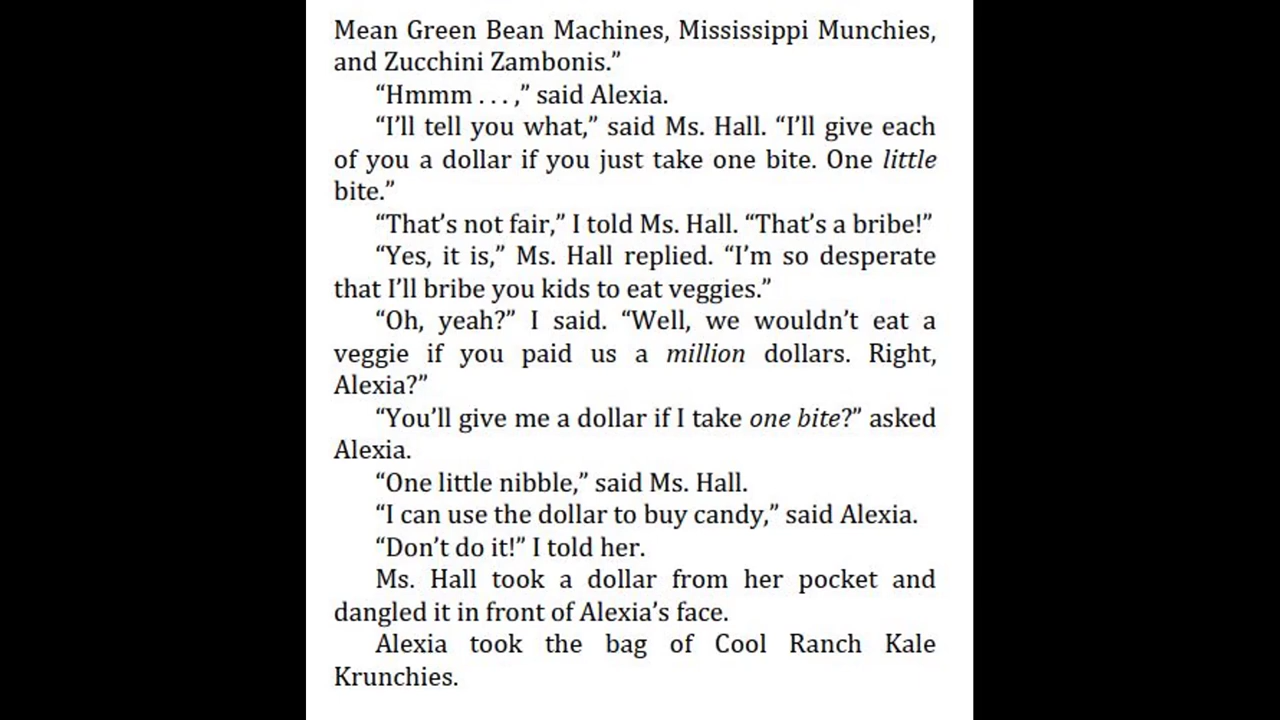 Mean Green Bean Machines, Mississippi Munchies,
and Zucchini Zambonis.”
“Hmmm . . . ,” said Alexia.
“I’ll tell you what,” said Ms. Hall. “I’ll give each
of you a dollar if you just take one bite. One little
bite.”
“That’s not fair,” I told Ms. Hall. “That’s a bribe!”
“Yes, it is,” Ms. Hall replied. “I’m so desperate
that I’ll bribe you kids to eat veggies.”
“Oh, yeah?” I said. “Well, we wouldn’t eat a
veggie if you paid us a million dollars. Right,
Alexia?”
“You’ll give me a dollar if I take one bite?” asked
Alexia.
“One little nibble,” said Ms. Hall.
“I can use the dollar to buy candy,” said Alexia.
“Don’t do it!” I told her.
Ms. Hall took a dollar from her pocket and
dangled it in front of Alexia’s face.
Alexia took the bag of Cool Ranch Kale
Krunchies.